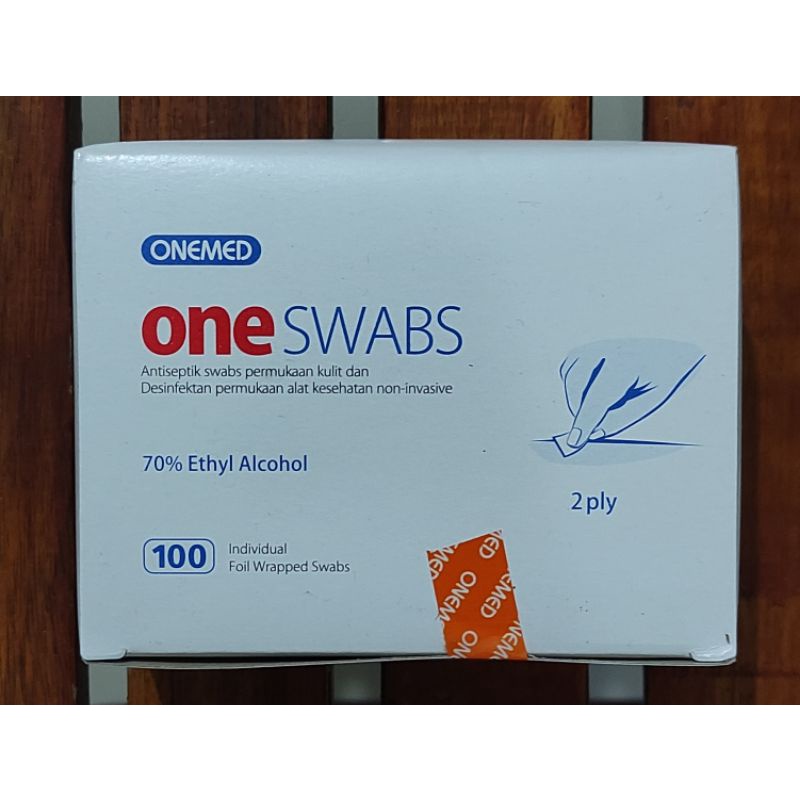 ONEMED
one SWABS
Antiseptik swabs permukaan kulit dan
Desinfektan permukaan alat kesehatan non-invasive
70% Ethyl Alcohol
2 ply
100 Individual
Foil Wrapped Swabs
ONEMED